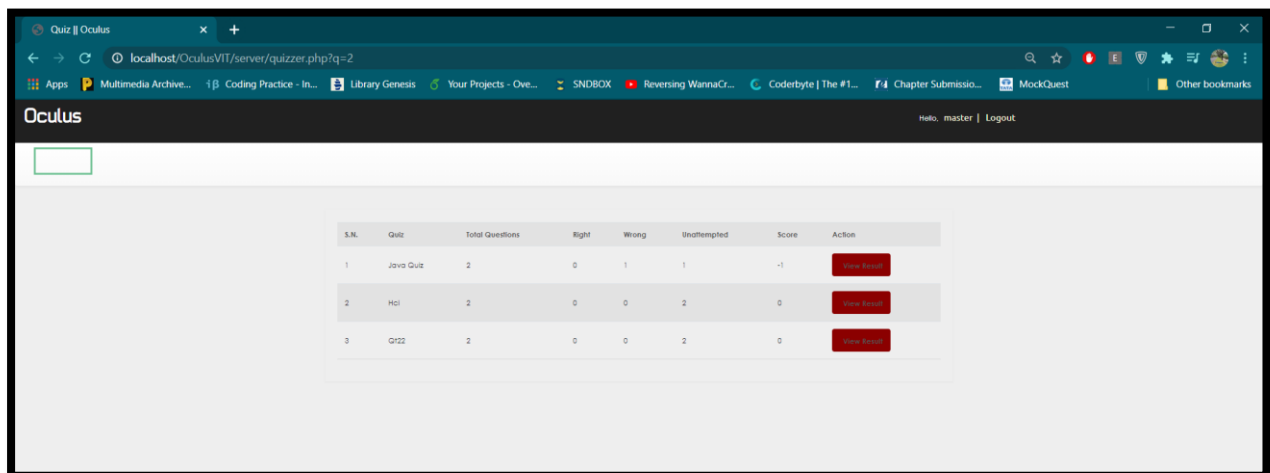 Quiz || Oculus
localhost/OculusVIT/server/quizzer.php?q=2
Apps Multimedia Archive... Coding Practice - In... Library Genesis Your Projects - Ove... SNDBOX Reversing WannaCr... Coderbyte | The #1... Chapter Submissio... MockQuest Other bookmarks
Oculus Hello, master | Logout
S.N. Quiz Total Questions Right Wrong Unattempted Score Action
1 Java Quiz 2 0 1 1 -1 View Result
2 Hci 2 0 0 2 0 View Result
3 2 0 0 2 0 View Result